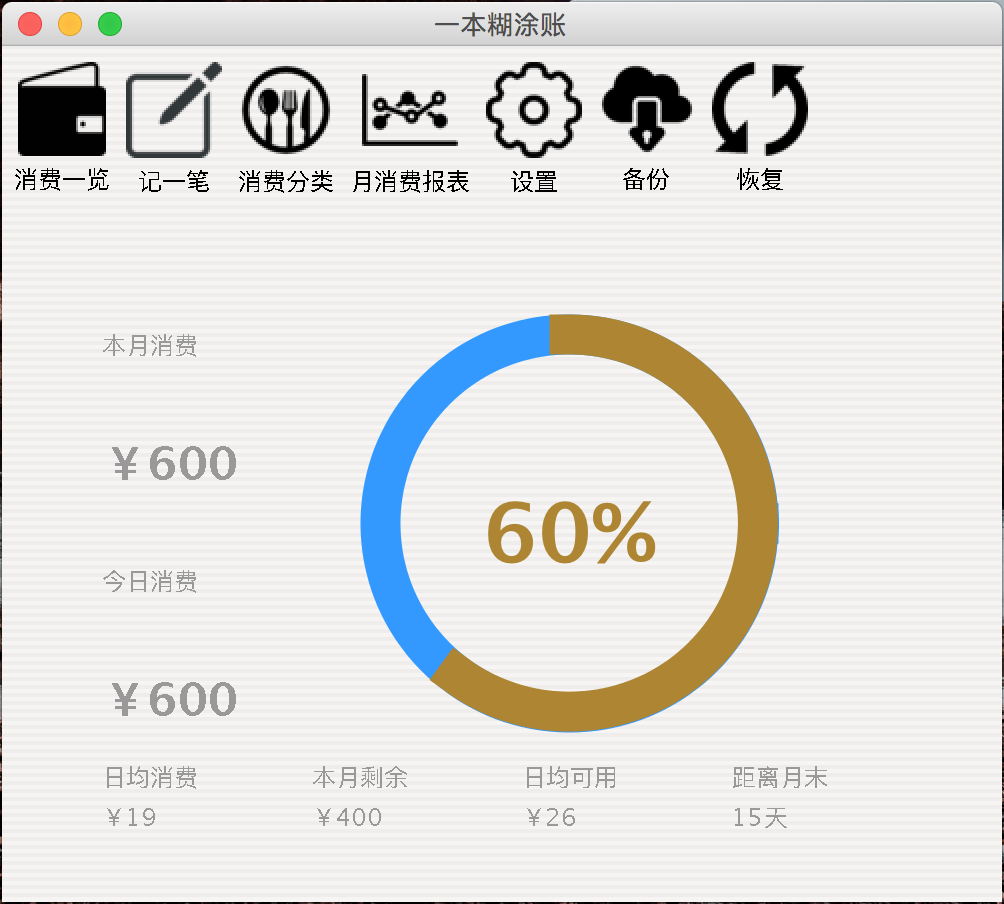 一本糊涂账
消费一览 记一笔 消费分类 月消费报表 设置 备份 恢复
本月消费
￥600
60%
今日消费
￥600
日均消费 本月剩余 日均可用 距离月末
￥19 ￥400 ￥26 15天